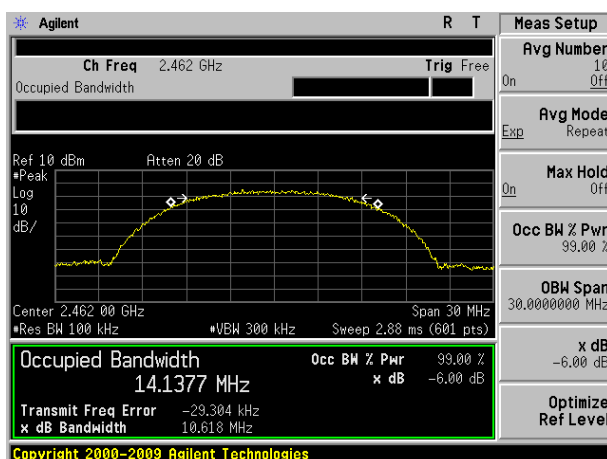 Agilent R T Meas Setup
Ch Freq 2.462 GHz Trig Free
Occupied Bandwidth
Avg Number
10
On Off
Avg Mode
Exp Repeat
Max Hold
On Off
Occ BW % Pwr
99.00 %
OBW Span
30.0000000 MHz
x dB
-6.00 dB
Optimize
Ref Level
Ref 10 dBm Atten 20 dB
#Peak
Log
10
dB/
Center 2.462 00 GHz Span 30 MHz
#Res BW 100 kHz #VBW 300 kHz Sweep 2.88 ms (601 pts)
Occupied Bandwidth Occ BW % Pwr 99.00 %
14.1377 MHz x dB -6.00 dB
Transmit Freq Error -29.304 kHz
x dB Bandwidth 10.618 MHz
Copyright 2000-2009 Agilent Technologies